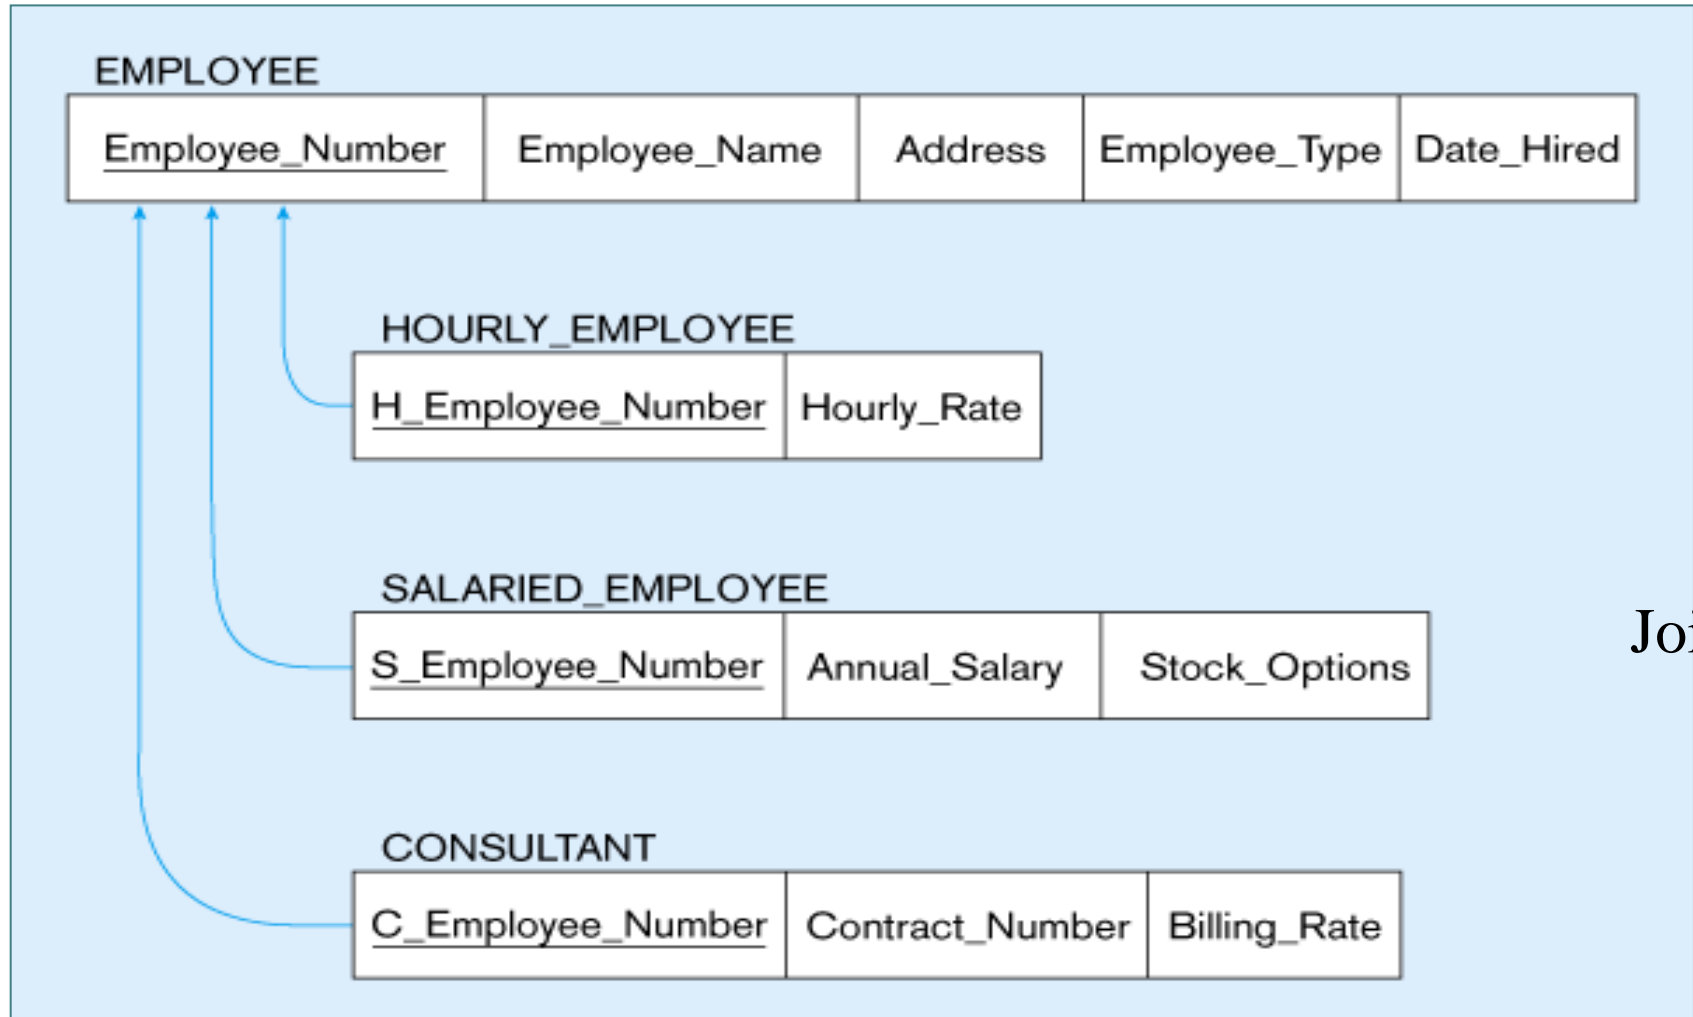 EMPLOYEE
Employee_Number Employee_Name Address Employee_Type Date_Hired
HOURLY_EMPLOYEE
H_Employee_Number Hourly_Rate
SALARIED_EMPLOYEE
S_Employee_Number Annual_Salary Stock_Options
CONSULTANT
C_Employee_Number Contract_Number Billing_Rate